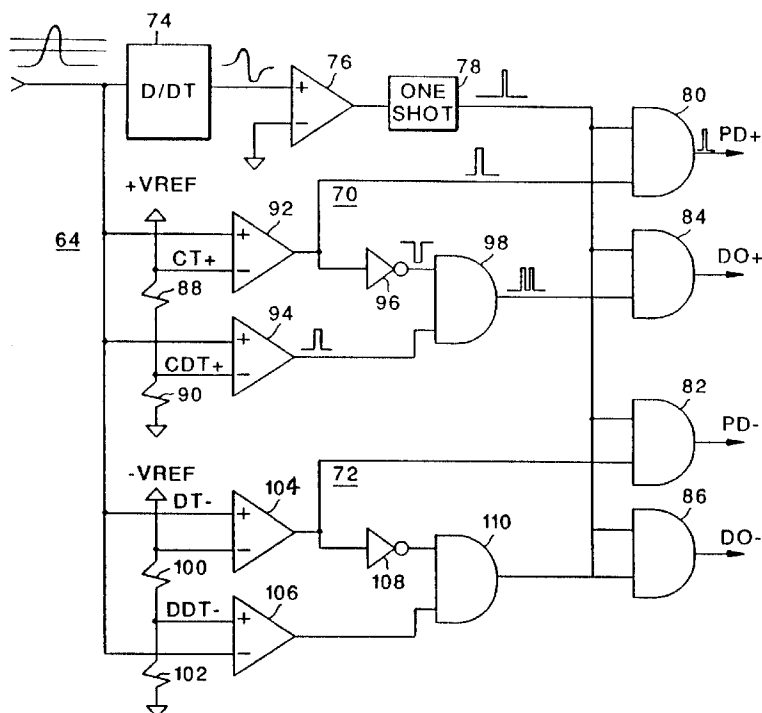 74
D/DT
76
78
ONE
SHOT
80
PD+
+VREF
92
70
64
CT+
88
96
98
84
DO+
94
CDT+
90
82
PD-
-VREF
DT-
104
72
86
DO-
100
108
110
DDT-
106
102